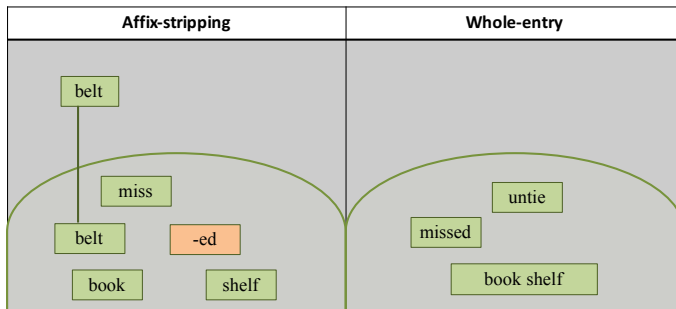 Affix-stripping
Whole-entry
belt
miss
belt
-ed
book
shelf
untie
missed
book shelf